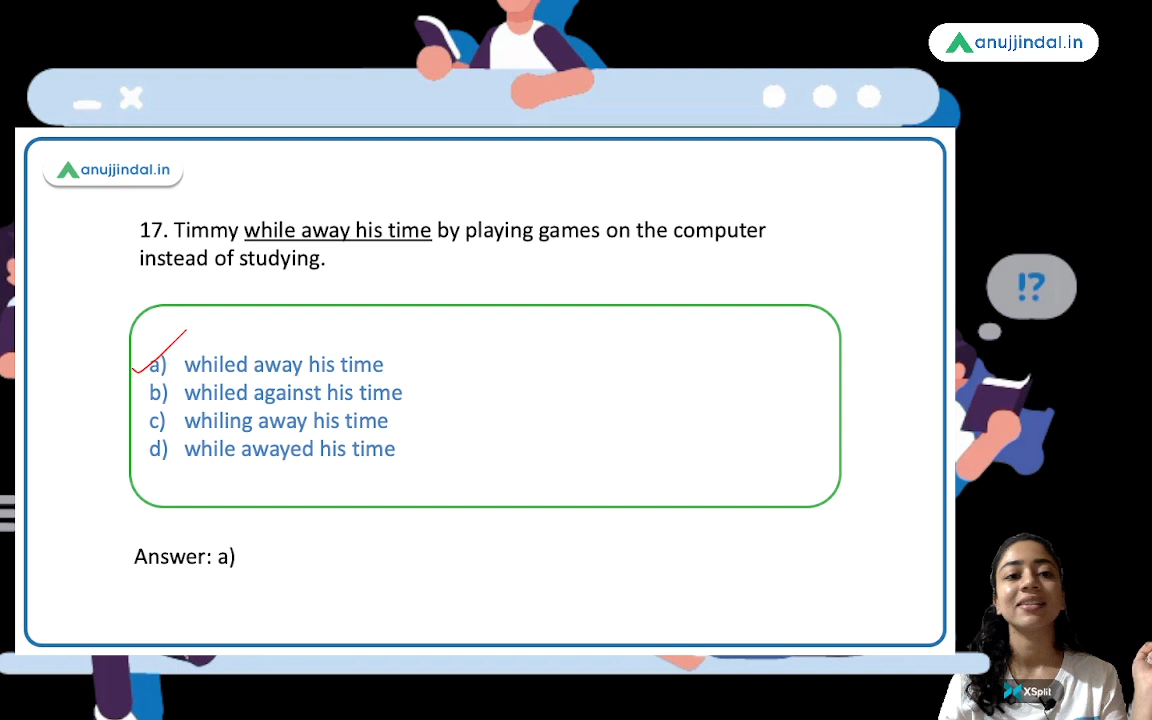 anujjindal.in
anujjindal.in
17. Timmy while away his time by playing games on the computer
instead of studying.
a) whiled away his time
b) whiled against his time
c) whiling away his time
d) while awayed his time
Answer: a)
!?
XSplit